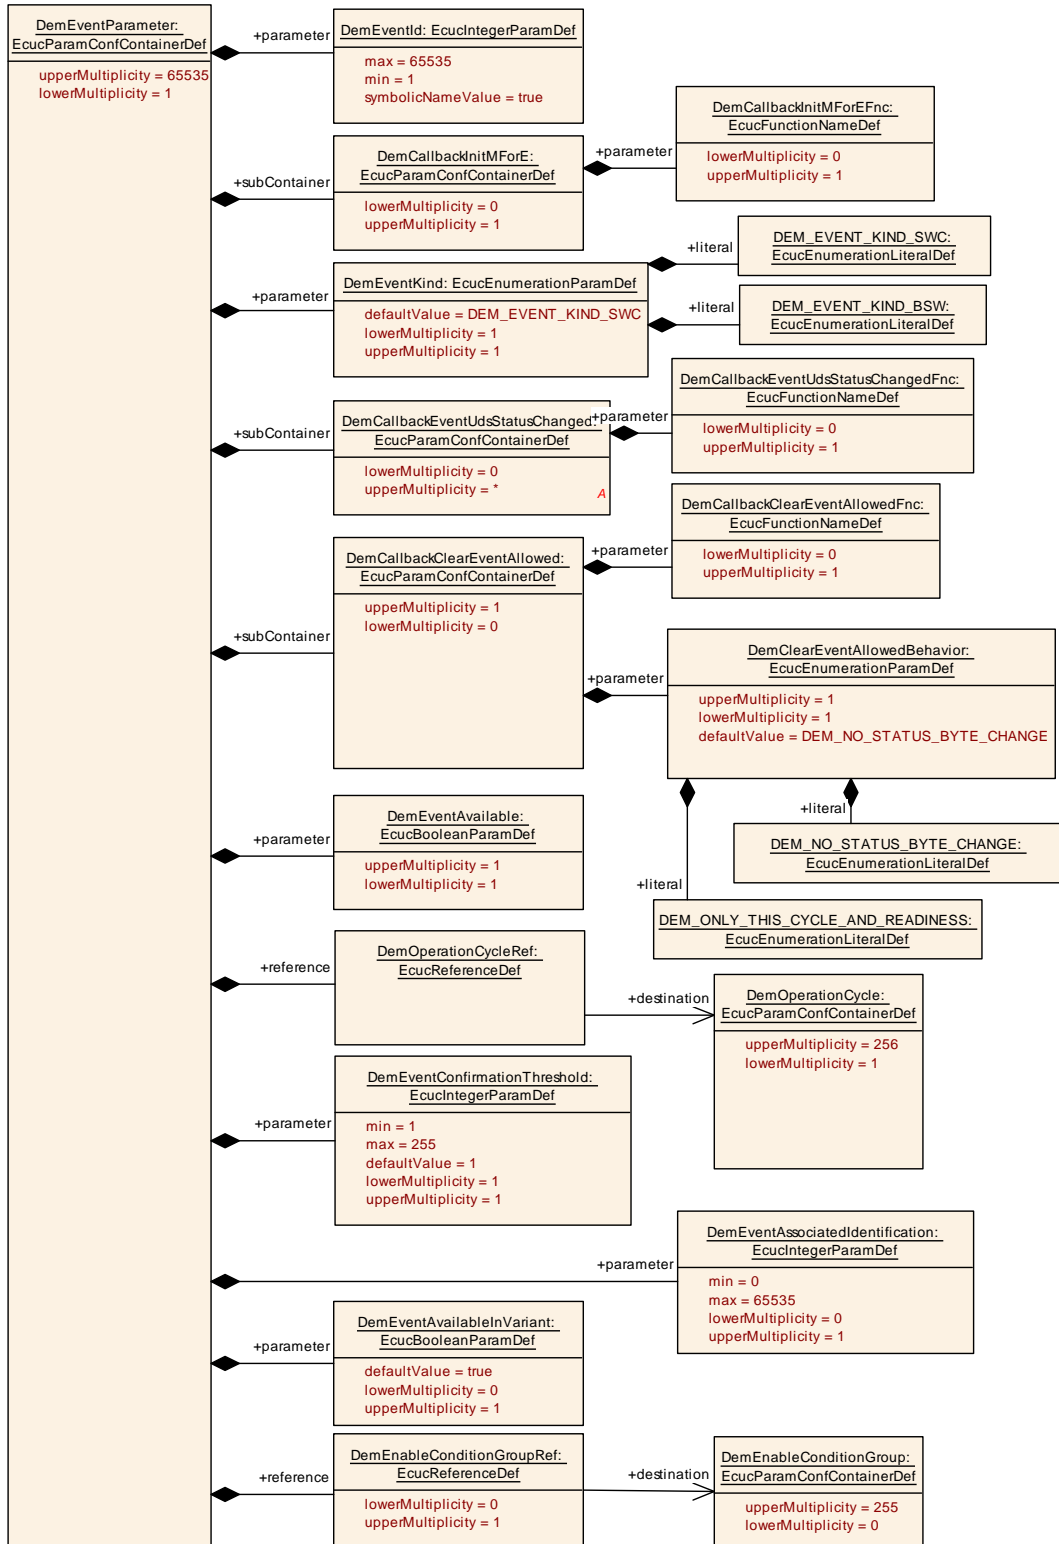 DemEventParameter:
EcucParamConfContainerDef
upperMultiplicity = 65535
lowerMultiplicity = 1
+parameter
DemEventId: EcucIntegerParamDef
max = 65535
min = 1
symbolicNameValue = true
+subContainer
DemCallbackInitMForE:
EcucParamConfContainerDef
lowerMultiplicity = 0
upperMultiplicity = 1
+parameter
DemCallbackInitMForEFnc:
EcucFunctionNameDef
lowerMultiplicity = 0
upperMultiplicity = 1
+parameter
DemEventKind: EcucEnumerationParamDef
defaultValue = DEM_EVENT_KIND_SWC
lowerMultiplicity = 1
upperMultiplicity = 1
+literal
DEM_EVENT_KIND_SWC:
EcucEnumerationLiteralDef
+literal
DEM_EVENT_KIND_BSW:
EcucEnumerationLiteralDef
+subContainer
DemCallbackEventUdsStatusChanged:
EcucParamConfContainerDef
lowerMultiplicity = 0
upperMultiplicity = *
A
+parameter
DemCallbackEventUdsStatusChangedFnc:
EcucFunctionNameDef
lowerMultiplicity = 0
upperMultiplicity = 1
+subContainer
DemCallbackClearEventAllowed:
EcucParamConfContainerDef
upperMultiplicity = 1
lowerMultiplicity = 0
+parameter
DemCallbackClearEventAllowedFnc:
EcucFunctionNameDef
lowerMultiplicity = 0
upperMultiplicity = 1
+parameter
DemClearEventAllowedBehavior:
EcucEnumerationParamDef
upperMultiplicity = 1
lowerMultiplicity = 1
defaultValue = DEM_NO_STATUS_BYTE_CHANGE
+literal
DEM_NO_STATUS_BYTE_CHANGE:
EcucEnumerationLiteralDef
+literal
DEM_ONLY_THIS_CYCLE_AND_READINESS:
EcucEnumerationLiteralDef
+parameter
DemEventAvailable:
EcucBooleanParamDef
upperMultiplicity = 1
lowerMultiplicity = 1
+reference
DemOperationCycleRef:
EcucReferenceDef
+destination
DemOperationCycle:
EcucParamConfContainerDef
upperMultiplicity = 256
lowerMultiplicity = 1
+parameter
DemEventConfirmationThreshold:
EcucIntegerParamDef
min = 1
max = 255
defaultValue = 1
lowerMultiplicity = 1
upperMultiplicity = 1
+parameter
DemEventAssociatedIdentification:
EcucIntegerParamDef
min = 0
max = 65535
lowerMultiplicity = 0
upperMultiplicity = 1
+parameter
DemEventAvailableInVariant:
EcucBooleanParamDef
defaultValue = true
lowerMultiplicity = 0
upperMultiplicity = 1
+reference
DemEnableConditionGroupRef:
EcucReferenceDef
lowerMultiplicity = 0
upperMultiplicity = 1
+destination
DemEnableConditionGroup:
EcucParamConfContainerDef
upperMultiplicity = 255
lowerMultiplicity = 0